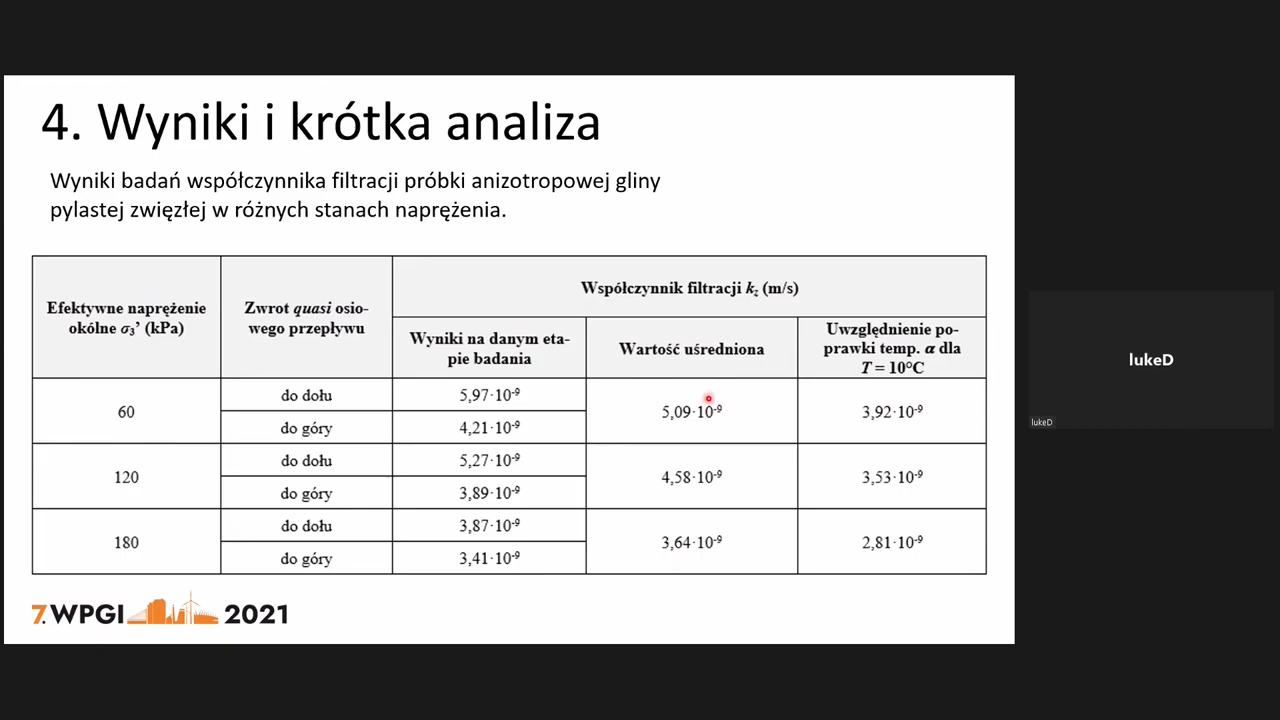 4. Wyniki i krótka analiza
Wyniki badań współczynnika filtracji próbki anizotropowej gliny
pylastej zwięzłej w różnych stanach naprężenia.
Efektywne naprężenie
okólne σ₃’ (kPa)
Zwrot quasi osio-
wego przepływu
Współczynnik filtracji kz (m/s)
Wyniki na danym eta-
pie badania
Wartość uśredniona
Uwzględnienie po-
prawki temp. α dla
T = 10°C
60
do dołu
5,97·10⁻⁹
do góry
4,21·10⁻⁹
5,09·10⁻⁹
3,92·10⁻⁹
120
do dołu
5,27·10⁻⁹
do góry
3,89·10⁻⁹
4,58·10⁻⁹
3,53·10⁻⁹
180
do dołu
3,87·10⁻⁹
do góry
3,41·10⁻⁹
3,64·10⁻⁹
2,81·10⁻⁹
7. WPGI 2021
lukeD
lukeD